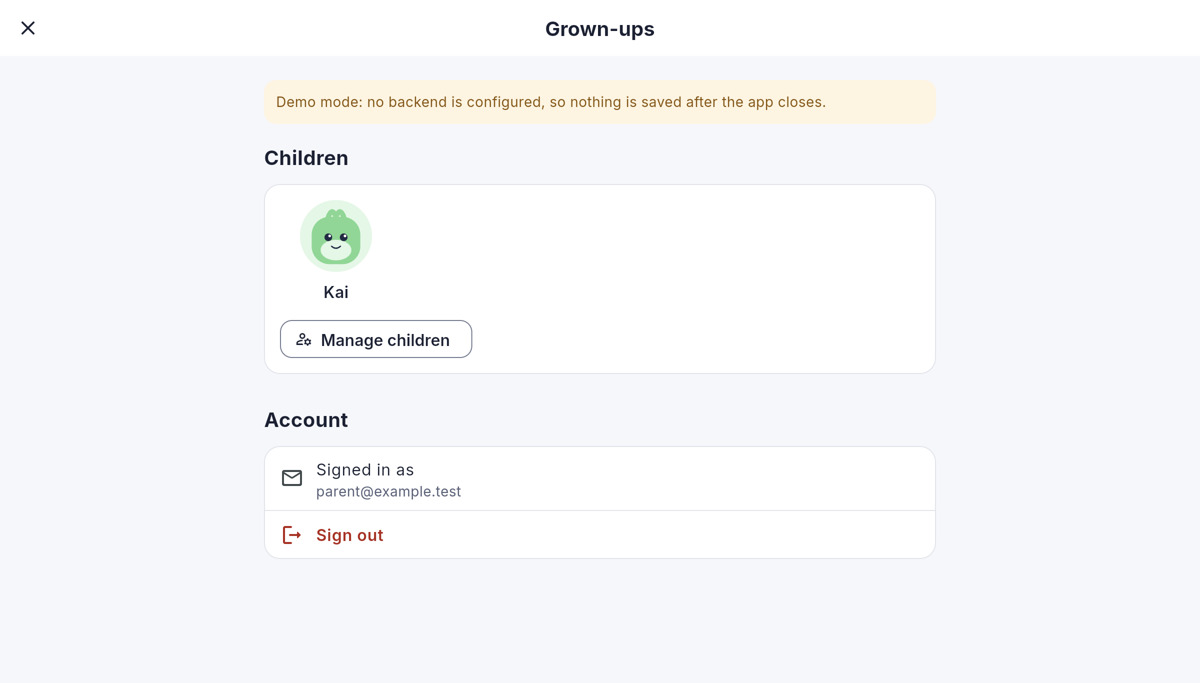 Grown-ups
Demo mode: no backend is configured, so nothing is saved after the app closes.
Children
Kai
Manage children
Account
Signed in as
parent@example.test
Sign out